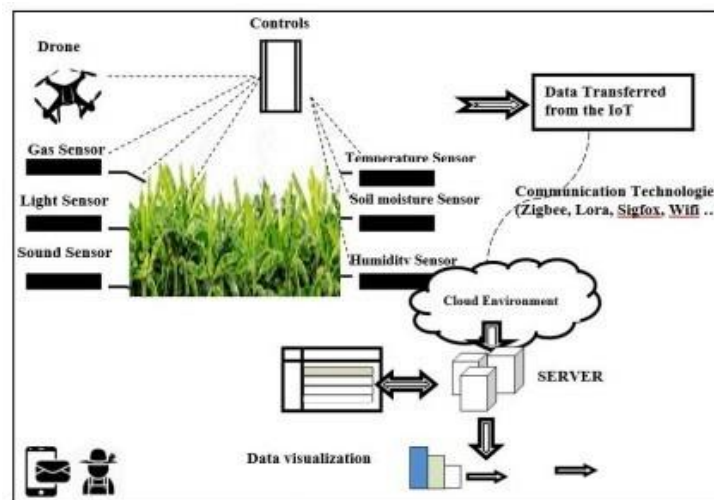 Controls
Drone
Data Transferred
from the IoT
Gas Sensor
Temperature Sensor
Light Sensor
Soil moisture Sensor
Communication Technologie
(Zigbee, Lora, Sigfox, Wifi ...
Sound Sensor
Humidity Sensor
Cloud Environment
SERVER
Data visualization